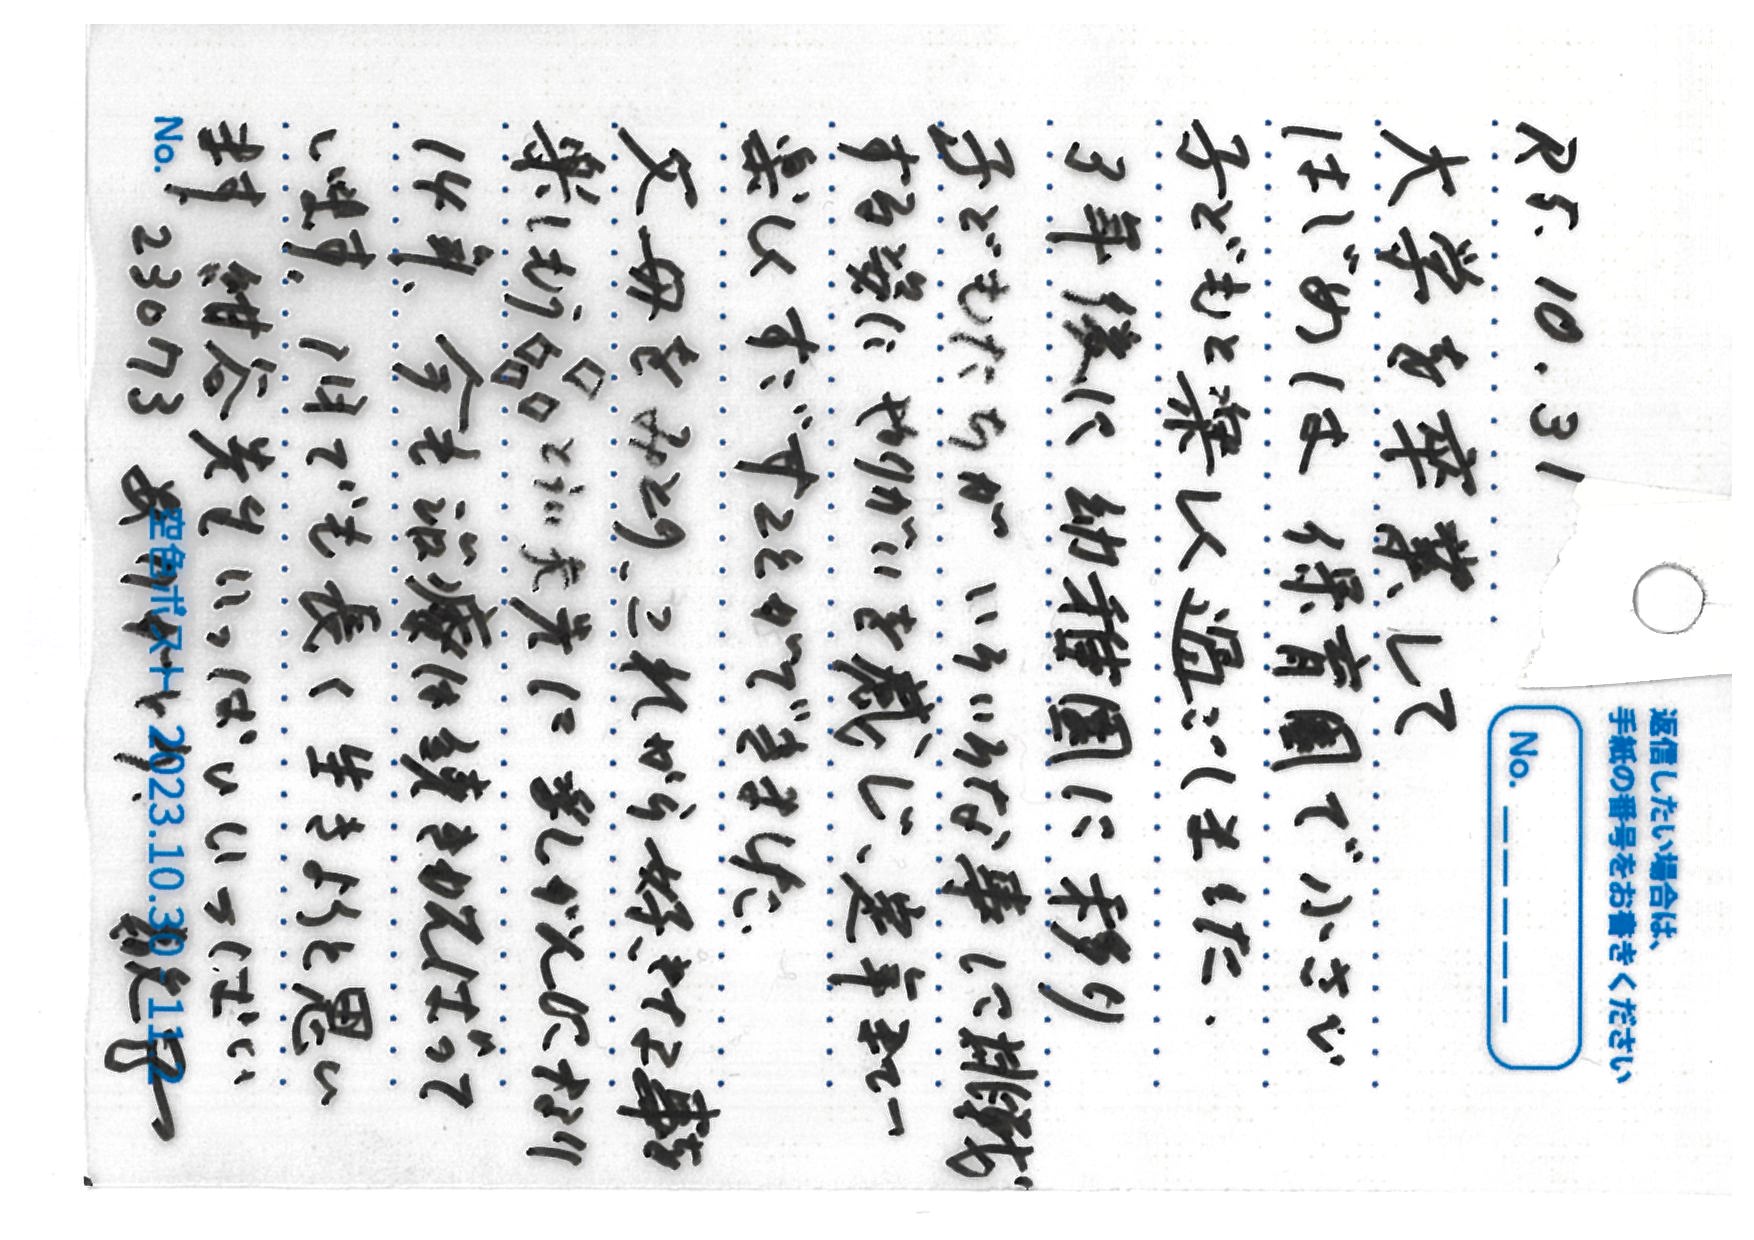 返信したい場合は、
手紙の番号をお書きください
No. _ _ _ _ _
R5.10.31
大学を卒業して
はじめは保育園で小さい
子どもと楽しく過ごしました.
3年後に幼稚園に移り
子どもたちがいろいろな事に挑戦
する姿にやりがいを感じ、定年まで
楽しくすごすことができました.
父母をみとり、これから好きな事を
楽しもうという矢先に乳がんになり
14年、今も治療は続きがんばって
います。1日でも長く生きようと思い
ます 紺谷先生いっぱいいっぱい
No. 23073 ありがとう.
空色ポスト 2023.10.30 - 11.2